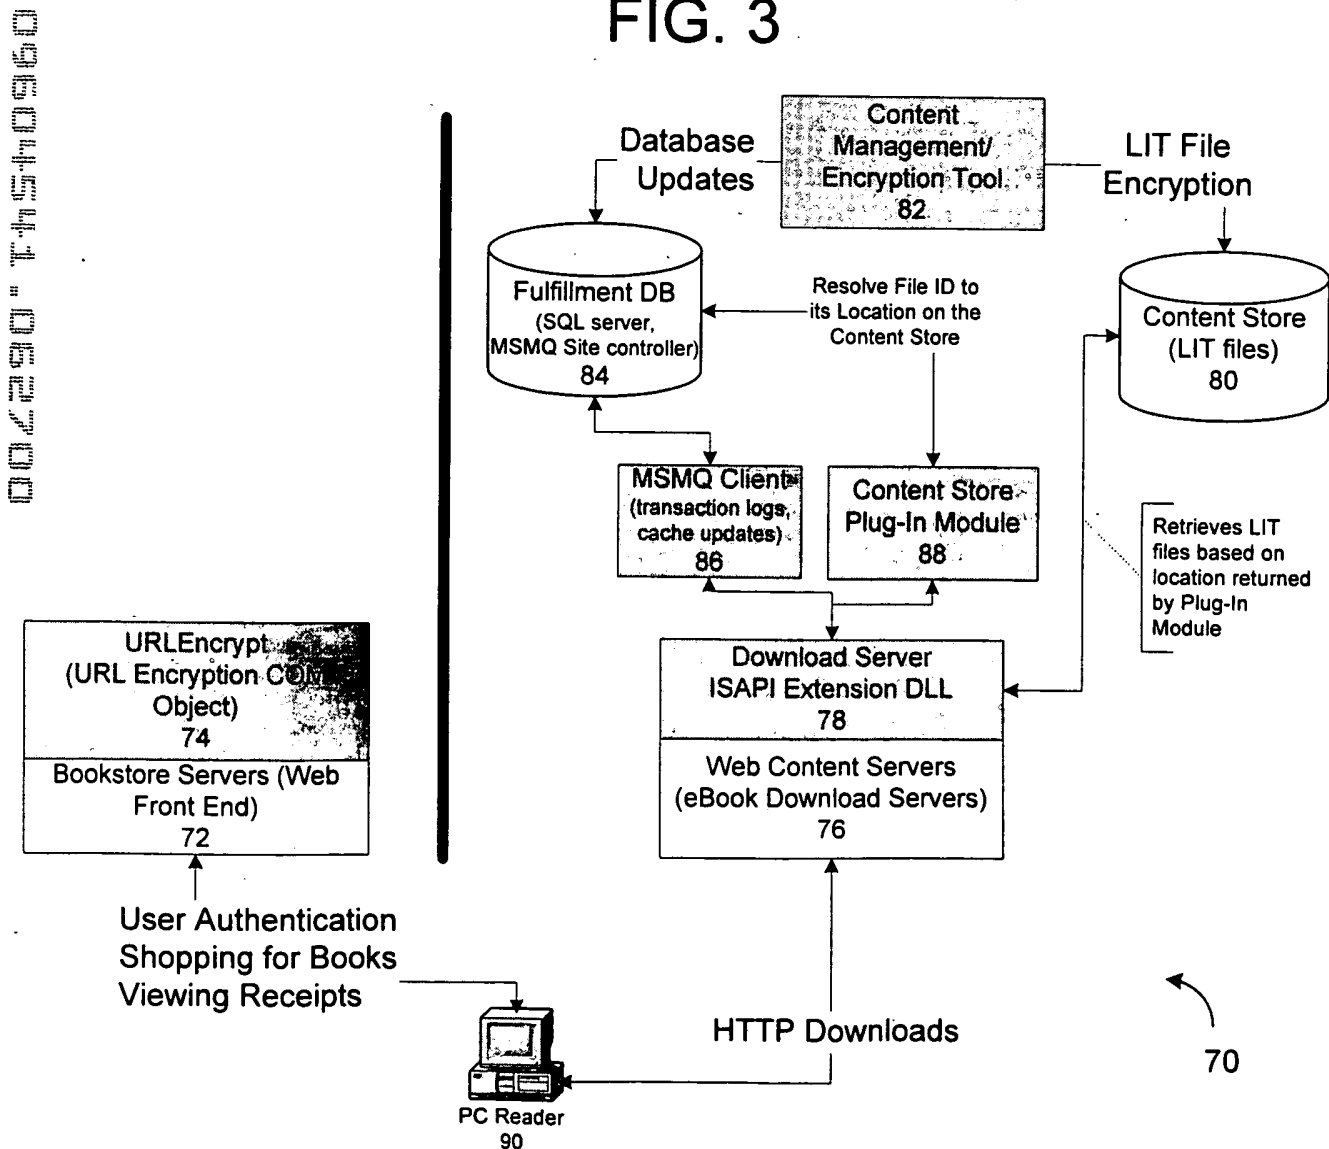 FIG. 3
09604541.062700
Content
Management/
Encryption Tool
82
Database
Updates
LIT File
Encryption
Fulfillment DB
(SQL server,
MSMQ Site controller)
84
Resolve File ID to
its Location on the
Content Store
Content Store
(LIT files)
80
MSMQ Client
(transaction logs,
cache updates)
86
Content Store
Plug-In Module
88
Retrieves LIT
files based on
location returned
by Plug-In
Module
URLEncrypt
(URL Encryption COM
Object)
74
Bookstore Servers (Web
Front End)
72
Download Server
ISAPI Extension DLL
78
Web Content Servers
(eBook Download Servers)
76
User Authentication
Shopping for Books
Viewing Receipts
HTTP Downloads
PC Reader
90
70